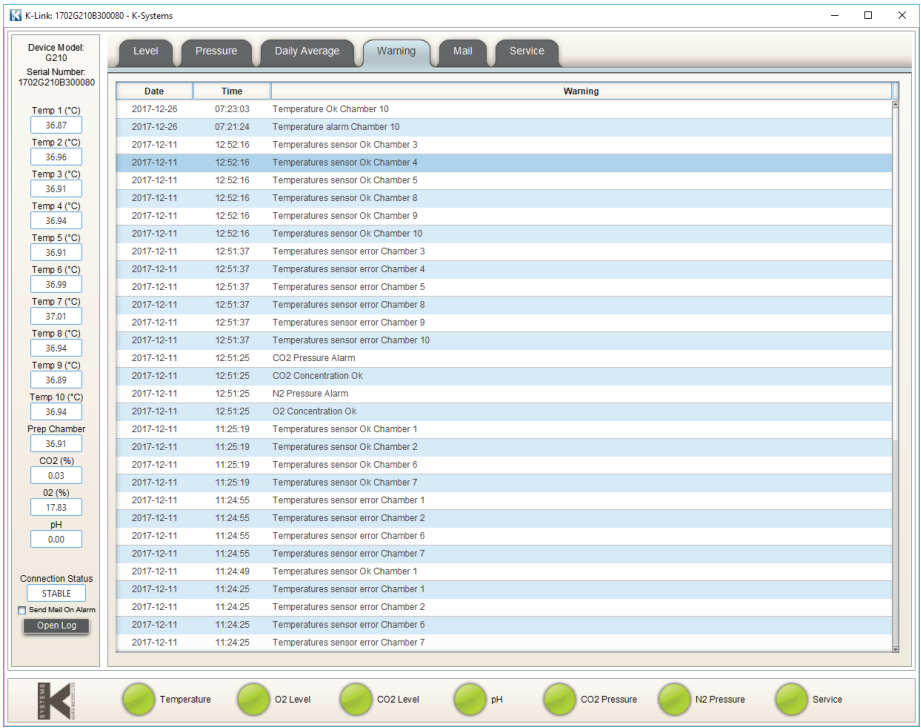 K-Link: 1702G210B300080 - K-Systems
Device Model:
G210
Serial Number:
1702G210B300080
Temp 1 (°C)
36.87
Temp 2 (°C)
36.96
Temp 3 (°C)
36.91
Temp 4 (°C)
36.94
Temp 5 (°C)
36.91
Temp 6 (°C)
36.99
Temp 7 (°C)
37.01
Temp 8 (°C)
36.94
Temp 9 (°C)
36.89
Temp 10 (°C)
36.94
Prep Chamber
36.91
CO2 (%)
0.03
02 (%)
17.83
pH
0.00
Connection Status
STABLE
Send Mail On Alarm
Open Log
Level Pressure Daily Average Warning Mail Service
Date Time Warning
2017-12-26 07:23:03 Temperature Ok Chamber 10
2017-12-26 07:21:24 Temperature alarm Chamber 10
2017-12-11 12:52:16 Temperatures sensor Ok Chamber 3
2017-12-11 12:52:16 Temperatures sensor Ok Chamber 4
2017-12-11 12:52:16 Temperatures sensor Ok Chamber 5
2017-12-11 12:52:16 Temperatures sensor Ok Chamber 8
2017-12-11 12:52:16 Temperatures sensor Ok Chamber 9
2017-12-11 12:52:16 Temperatures sensor Ok Chamber 10
2017-12-11 12:51:37 Temperatures sensor error Chamber 3
2017-12-11 12:51:37 Temperatures sensor error Chamber 4
2017-12-11 12:51:37 Temperatures sensor error Chamber 5
2017-12-11 12:51:37 Temperatures sensor error Chamber 8
2017-12-11 12:51:37 Temperatures sensor error Chamber 9
2017-12-11 12:51:37 Temperatures sensor error Chamber 10
2017-12-11 12:51:25 CO2 Pressure Alarm
2017-12-11 12:51:25 CO2 Concentration Ok
2017-12-11 12:51:25 N2 Pressure Alarm
2017-12-11 12:51:25 O2 Concentration Ok
2017-12-11 11:25:19 Temperatures sensor Ok Chamber 1
2017-12-11 11:25:19 Temperatures sensor Ok Chamber 2
2017-12-11 11:25:19 Temperatures sensor Ok Chamber 6
2017-12-11 11:25:19 Temperatures sensor Ok Chamber 7
2017-12-11 11:24:55 Temperatures sensor error Chamber 1
2017-12-11 11:24:55 Temperatures sensor error Chamber 2
2017-12-11 11:24:55 Temperatures sensor error Chamber 6
2017-12-11 11:24:55 Temperatures sensor error Chamber 7
2017-12-11 11:24:49 Temperatures sensor Ok Chamber 1
2017-12-11 11:24:25 Temperatures sensor error Chamber 1
2017-12-11 11:24:25 Temperatures sensor error Chamber 2
2017-12-11 11:24:25 Temperatures sensor error Chamber 6
2017-12-11 11:24:25 Temperatures sensor error Chamber 7
SYSTEMS
Temperature O2 Level CO2 Level pH CO2 Pressure N2 Pressure Service